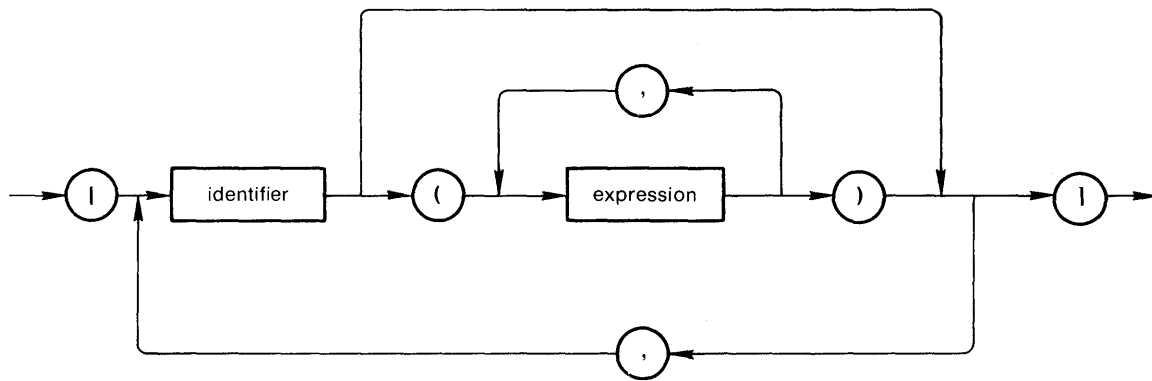 ,
[ identifier ( expression ) ]
,